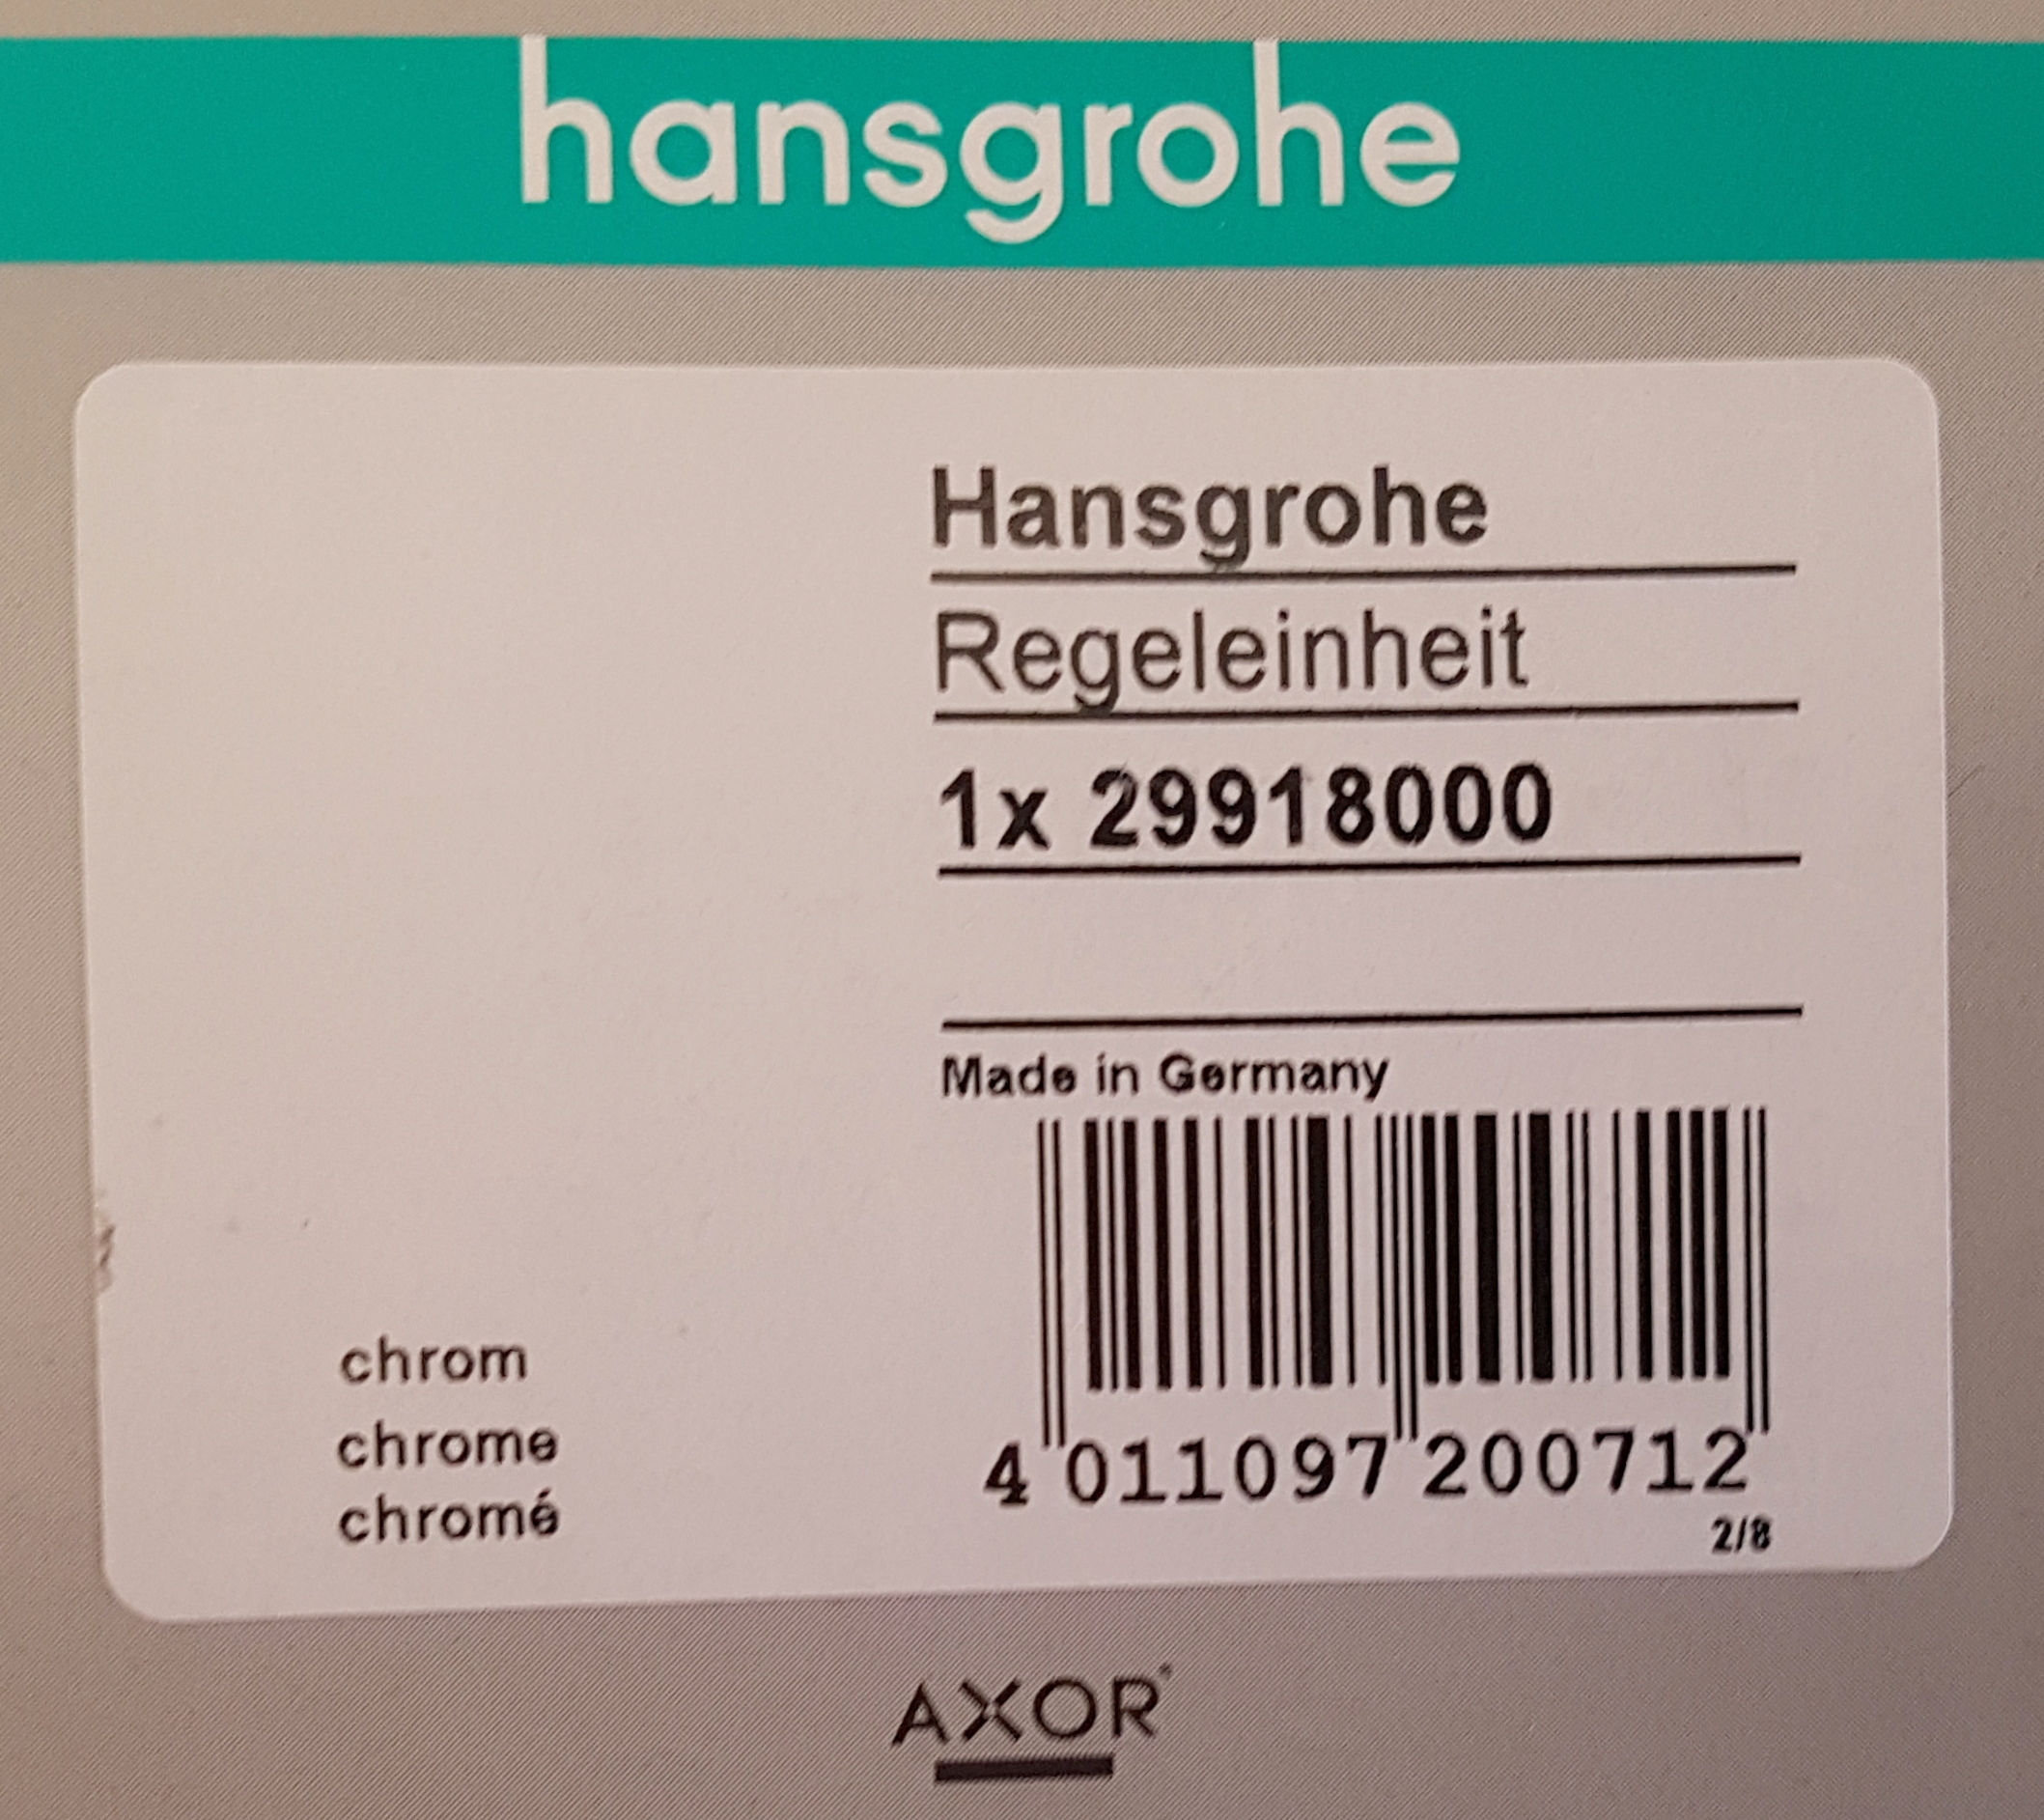 hansgrohe
Hansgrohe
Regeleinheit
1x 29918000
Made in Germany
4 011097 200712
2/8
chrom
chrome
chromé
AXOR®